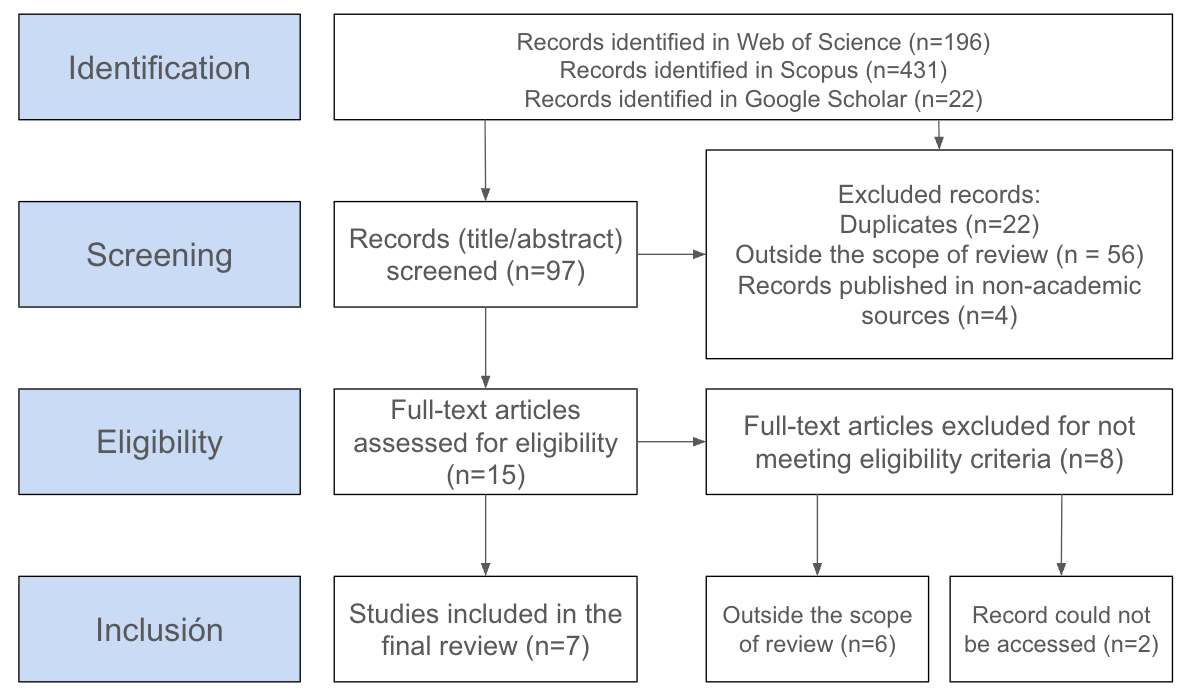 Identification
Records identified in Web of Science (n=196)
Records identified in Scopus (n=431)
Records identified in Google Scholar (n=22)
Screening
Records (title/abstract)
screened (n=97)
Excluded records:
Duplicates (n=22)
Outside the scope of review (n = 56)
Records published in non-academic
sources (n=4)
Eligibility
Full-text articles
assessed for eligibility
(n=15)
Full-text articles excluded for not
meeting eligibility criteria (n=8)
Inclusión
Studies included in the
final review (n=7)
Outside the scope
of review (n=6)
Record could not
be accessed (n=2)